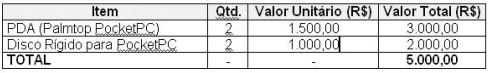 Item Qtd. Valor Unitário (R$) Valor Total (R$)
PDA (Palmtop PocketPC) 2 1.500,00 3.000,00
Disco Rígido para PocketPC 2 1.000,00 2.000,00
TOTAL - - 5.000,00